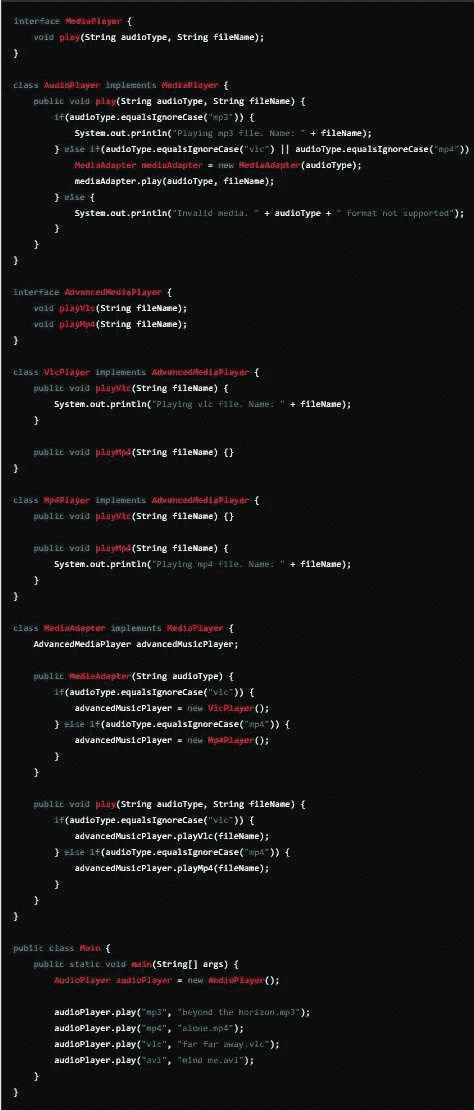 interface MediaPlayer {
    void play(String audioType, String fileName);
}

class AudioPlayer implements MediaPlayer {
    public void play(String audioType, String fileName) {
        if(audioType.equalsIgnoreCase("mp3")) {
            System.out.println("Playing mp3 file. Name: " + fileName);
        } else if(audioType.equalsIgnoreCase("vlc") || audioType.equalsIgnoreCase("mp4"))
            MediaAdapter mediaAdapter = new MediaAdapter(audioType);
            mediaAdapter.play(audioType, fileName);
        } else {
            System.out.println("Invalid media. " + audioType + " format not supported");
        }
    }
}

interface AdvancedMediaPlayer {
    void playVlc(String fileName);
    void playMp4(String fileName);
}

class VlcPlayer implements AdvancedMediaPlayer {
    public void playVlc(String fileName) {
        System.out.println("Playing vlc file. Name: " + fileName);
    }

    public void playMp4(String fileName) {}
}

class Mp4Player implements AdvancedMediaPlayer {
    public void playVlc(String fileName) {}

    public void playMp4(String fileName) {
        System.out.println("Playing mp4 file. Name: " + fileName);
    }
}

class MediaAdapter implements MediaPlayer {
    AdvancedMediaPlayer advancedMusicPlayer;

    public MediaAdapter(String audioType) {
        if(audioType.equalsIgnoreCase("vlc")) {
            advancedMusicPlayer = new VlcPlayer();
        } else if(audioType.equalsIgnoreCase("mp4")) {
            advancedMusicPlayer = new Mp4Player();
        }
    }

    public void play(String audioType, String fileName) {
        if(audioType.equalsIgnoreCase("vlc")) {
            advancedMusicPlayer.playVlc(fileName);
        } else if(audioType.equalsIgnoreCase("mp4") {
            advancedMusicPlayer.playMp4(fileName);
        }
    }
}

public class Main {
    public static void main(String[] args) {
        AudioPlayer audioPlayer = new AudioPlayer();

        audioPlayer.play("mp3", "beyond the horizon.mp3");
        audioPlayer.play("mp4", "alone.mp4");
        audioPlayer.play("vlc", "far far away.vlc");
        audioPlayer.play("avi", "mind me.avi");
    }
}